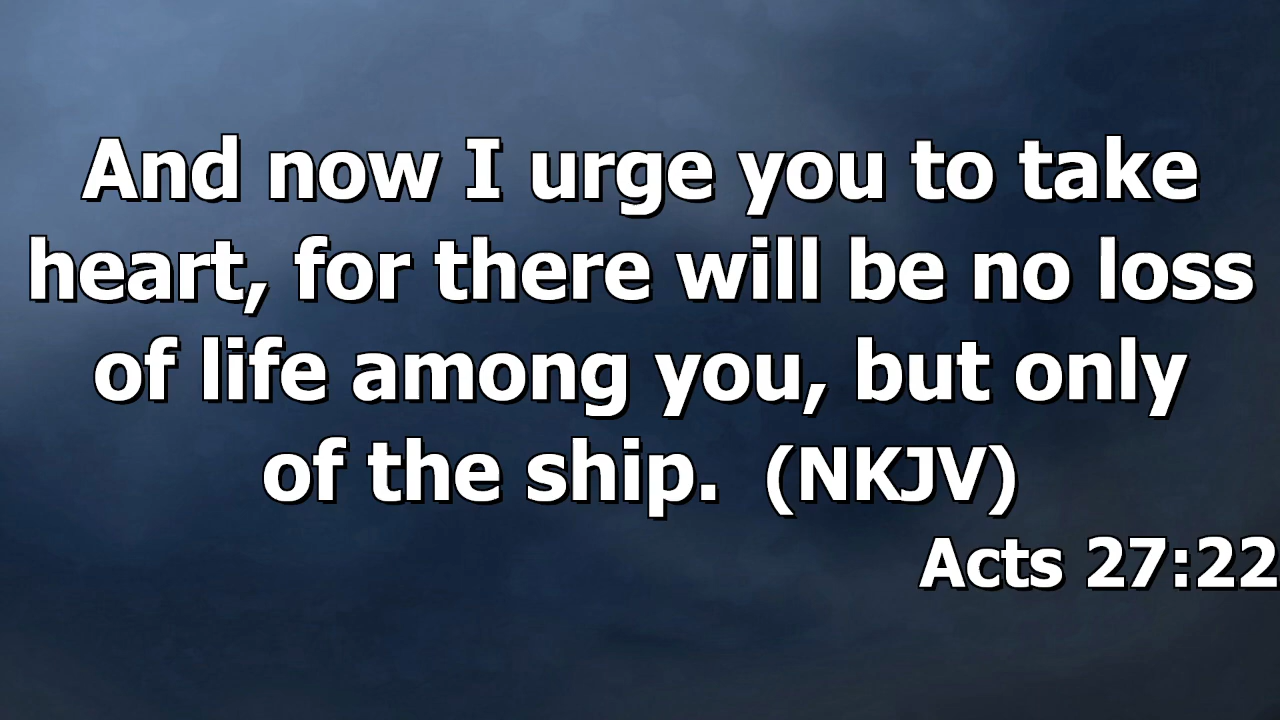 And now I urge you to take
heart, for there will be no loss
of life among you, but only
of the ship. (NKJV)
Acts 27:22